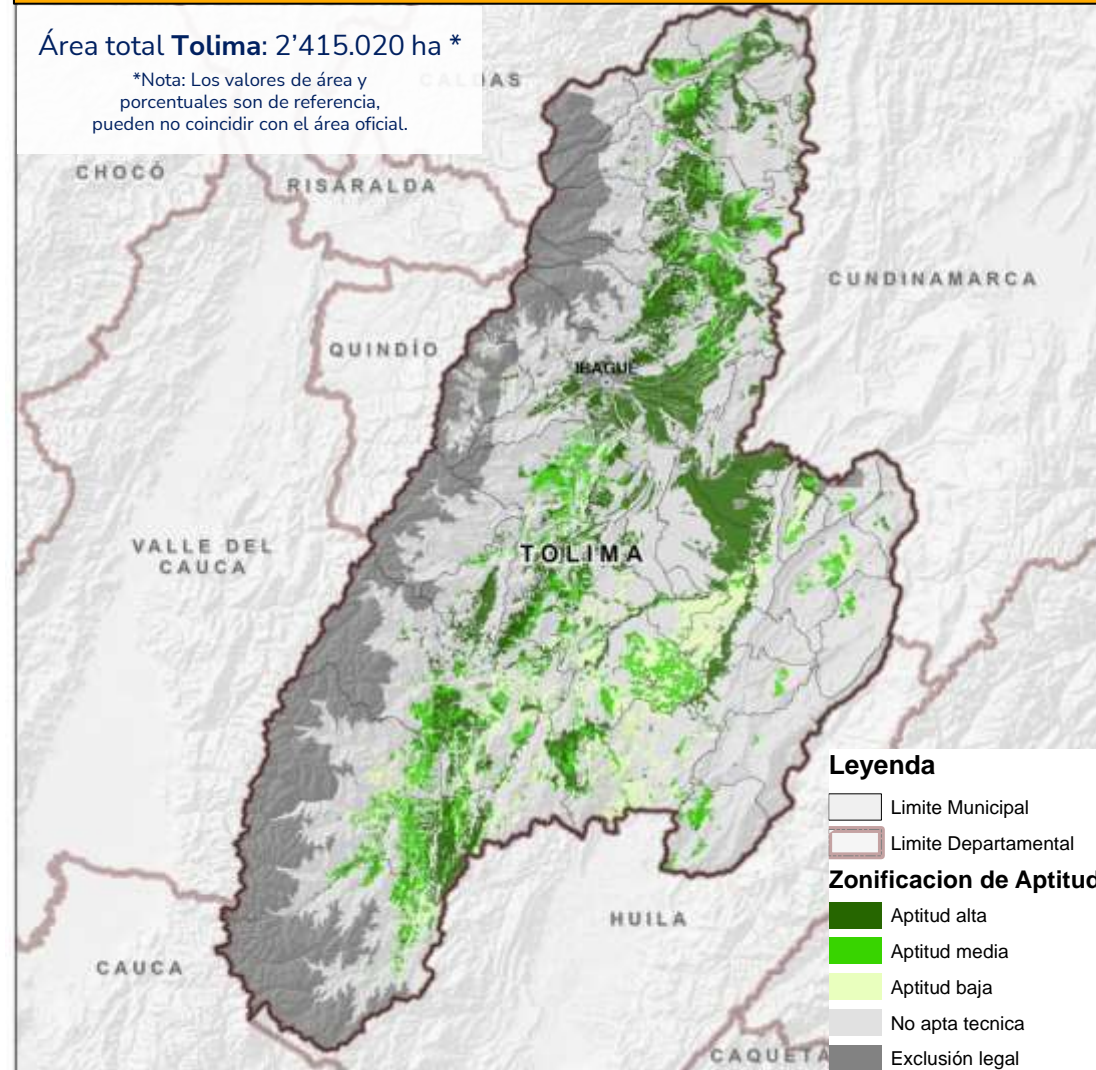 Área total Tolima: 2’415.020 ha *
*Nota: Los valores de área y
porcentuales son de referencia,
pueden no coincidir con el área oficial.
CALDAS
CHOCÓ
RISARALDA
CUNDINAMARCA
QUINDÍO
IBAGUÉ
VALLE DEL
CAUCA
TOLIMA
HUILA
CAUCA
CAQUETÁ
Leyenda
Limite Municipal
Limite Departamental
Zonificacion de Aptitud
Aptitud alta
Aptitud media
Aptitud baja
No apta tecnica
Exclusión legal